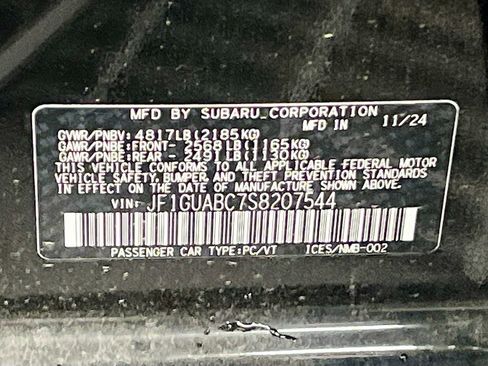 MFD BY SUBARU CORPORATION
MFD IN 11/24
GVWR/PNBV: 4817LB(2185KG)
GAWR/PNBE:FRONT- 2568LB(1165KG)
GAWR/PNBE:REAR - 2491LB(1130KG)
THIS VEHICLE CONFORMS TO ALL APPLICABLE FEDERAL MOTOR
VEHICLE SAFETY, BUMPER, AND THEFT PREVENTION STANDARDS
IN EFFECT ON THE DATE OF MANUFACTURE SHOWN ABOVE.
VIN: JF1GUABC7S8207544
PASSENGER CAR TYPE:PC/VT ICES/NMB-002